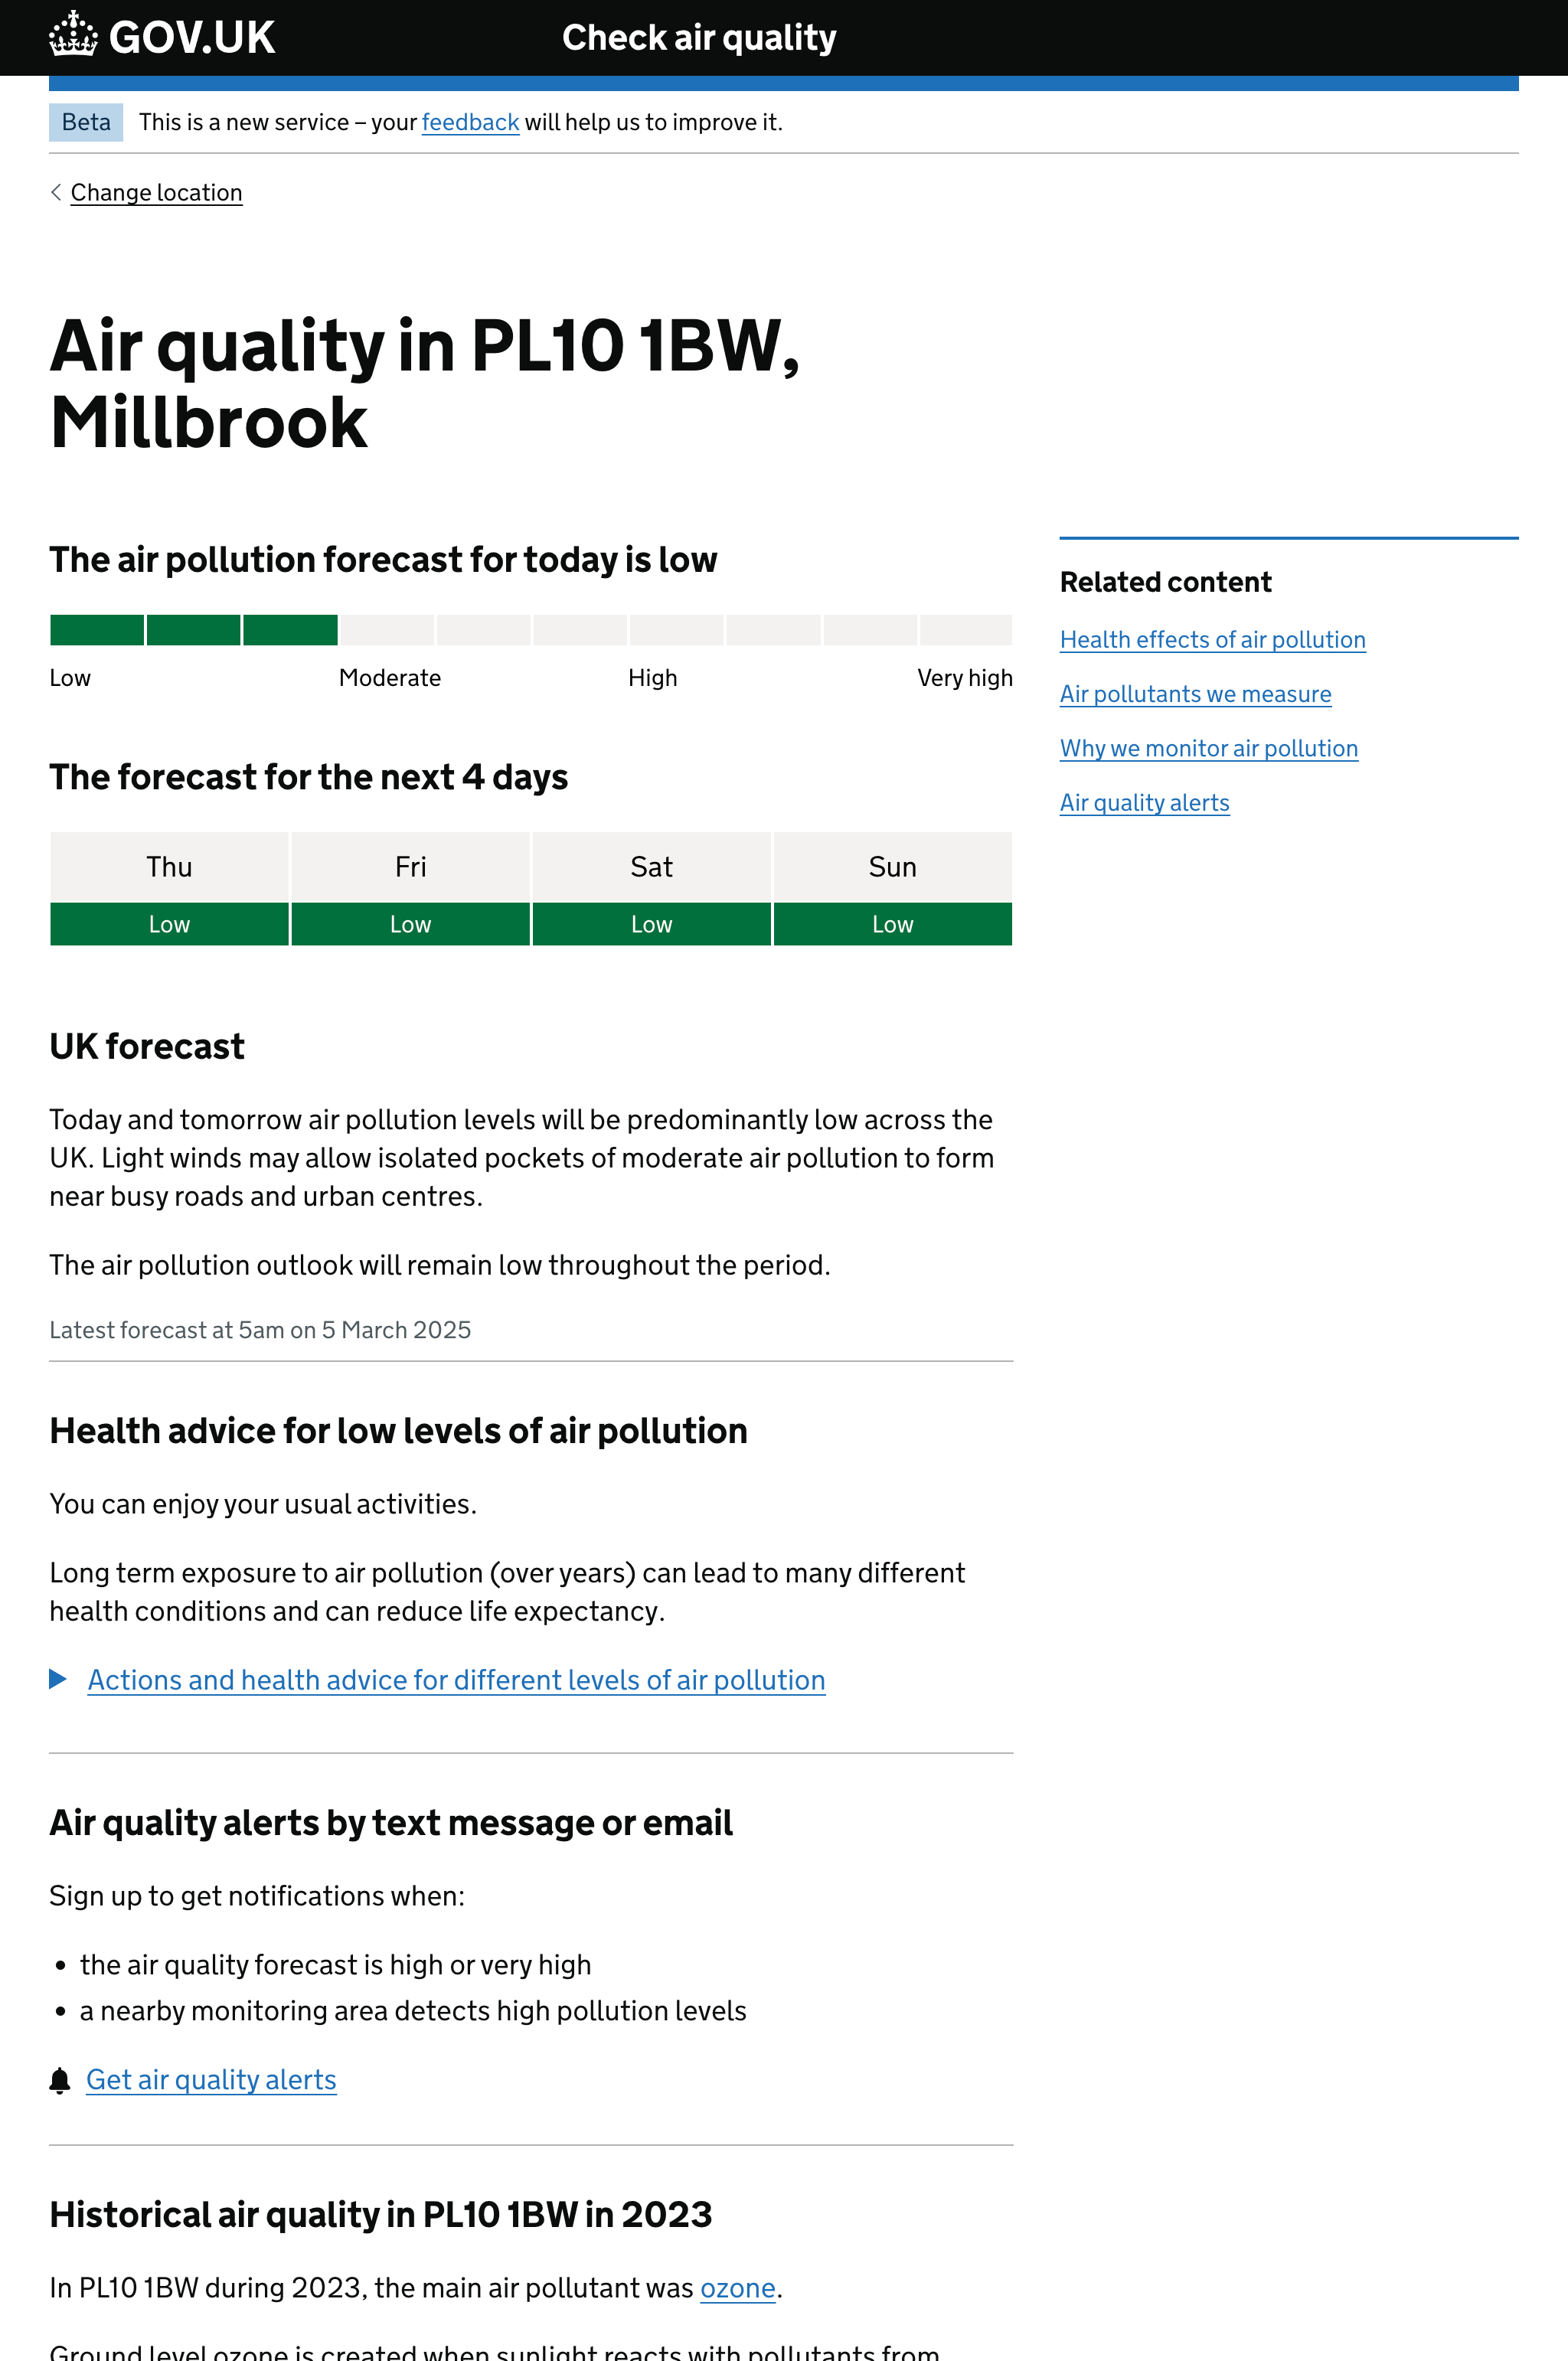 GOV.UK
Check air quality
Beta
This is a new service – your feedback will help us to improve it.
Change location
Air quality in PL10 1BW,
Millbrook
The air pollution forecast for today is low
Low
Moderate
High
Very high
The forecast for the next 4 days
Thu
Fri
Sat
Sun
Low
Low
Low
Low
UK forecast
Today and tomorrow air pollution levels will be predominantly low across the
UK. Light winds may allow isolated pockets of moderate air pollution to form
near busy roads and urban centres.
The air pollution outlook will remain low throughout the period.
Latest forecast at 5am on 5 March 2025
Health advice for low levels of air pollution
You can enjoy your usual activities.
Long term exposure to air pollution (over years) can lead to many different
health conditions and can reduce life expectancy.
Actions and health advice for different levels of air pollution
Air quality alerts by text message or email
Sign up to get notifications when:
• the air quality forecast is high or very high
• a nearby monitoring area detects high pollution levels
Get air quality alerts
Historical air quality in PL10 1BW in 2023
In PL10 1BW during 2023, the main air pollutant was ozone.
Ground level ozone is created when sunlight reacts with pollutants from
Related content
Health effects of air pollution
Air pollutants we measure
Why we monitor air pollution
Air quality alerts